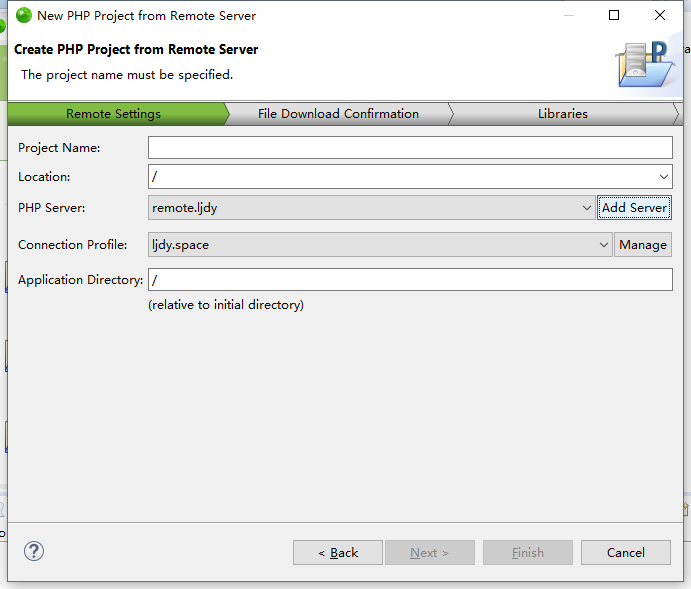 New PHP Project from Remote Server
Create PHP Project from Remote Server
The project name must be specified.
Remote Settings
File Download Confirmation
Libraries
Project Name:
Location: /
PHP Server: remote.ljdy Add Server
Connection Profile: ljdy.space Manage
Application Directory: /
(relative to initial directory)
?
< Back
Next >
Finish
Cancel